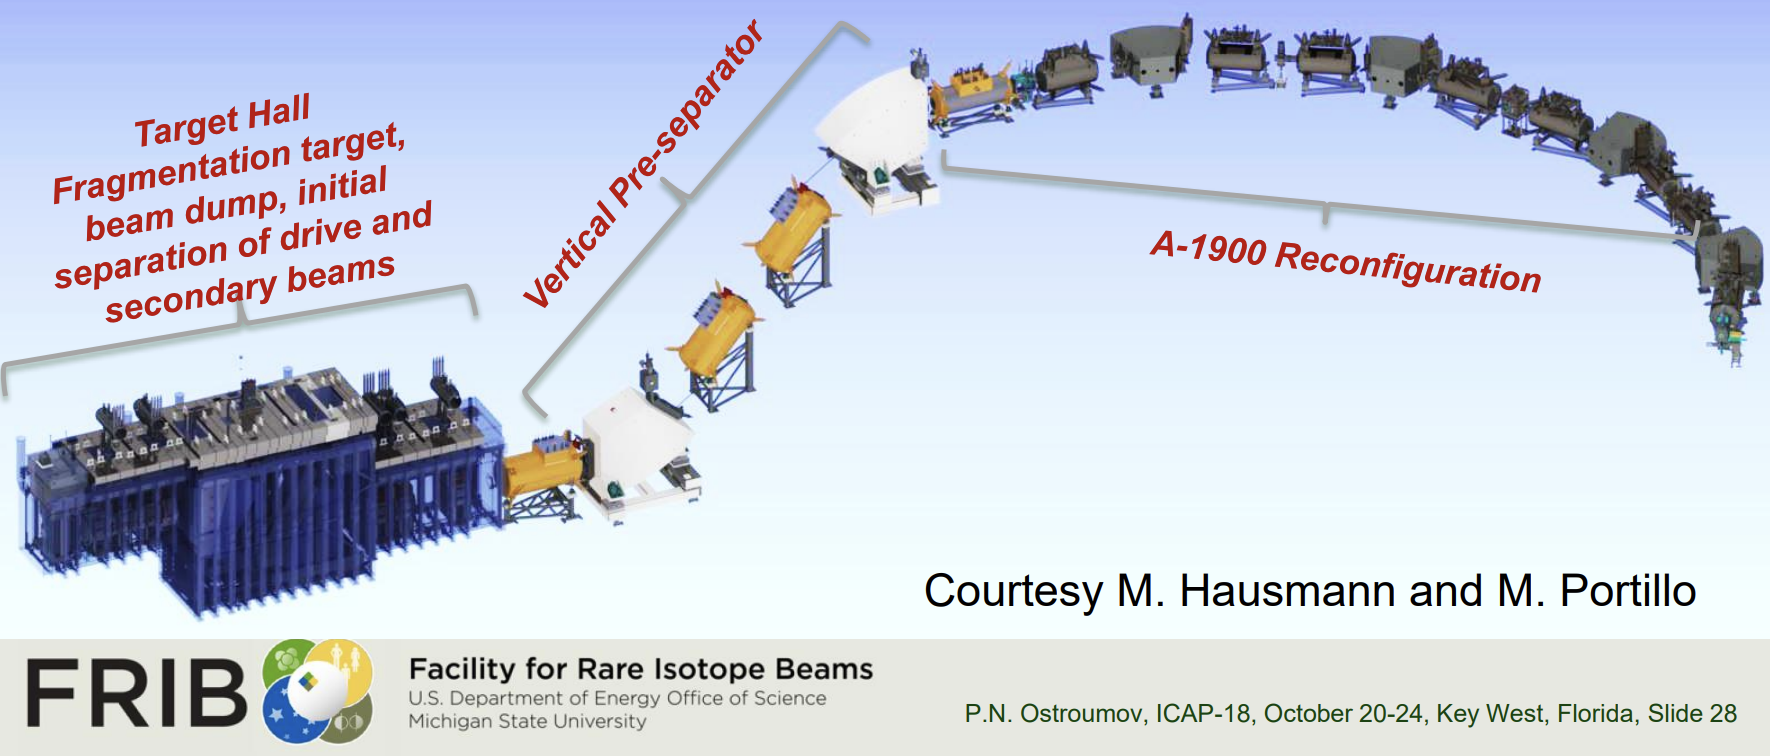 Target Hall
Fragmentation target,
beam dump, initial
separation of drive and
secondary beams
Vertical Pre-separator
A-1900 Reconfiguration
Courtesy M. Hausmann and M. Portillo
FRIB
Facility for Rare Isotope Beams
U.S. Department of Energy Office of Science
Michigan State University
P.N. Ostroumov, ICAP-18, October 20-24, Key West, Florida, Slide 28